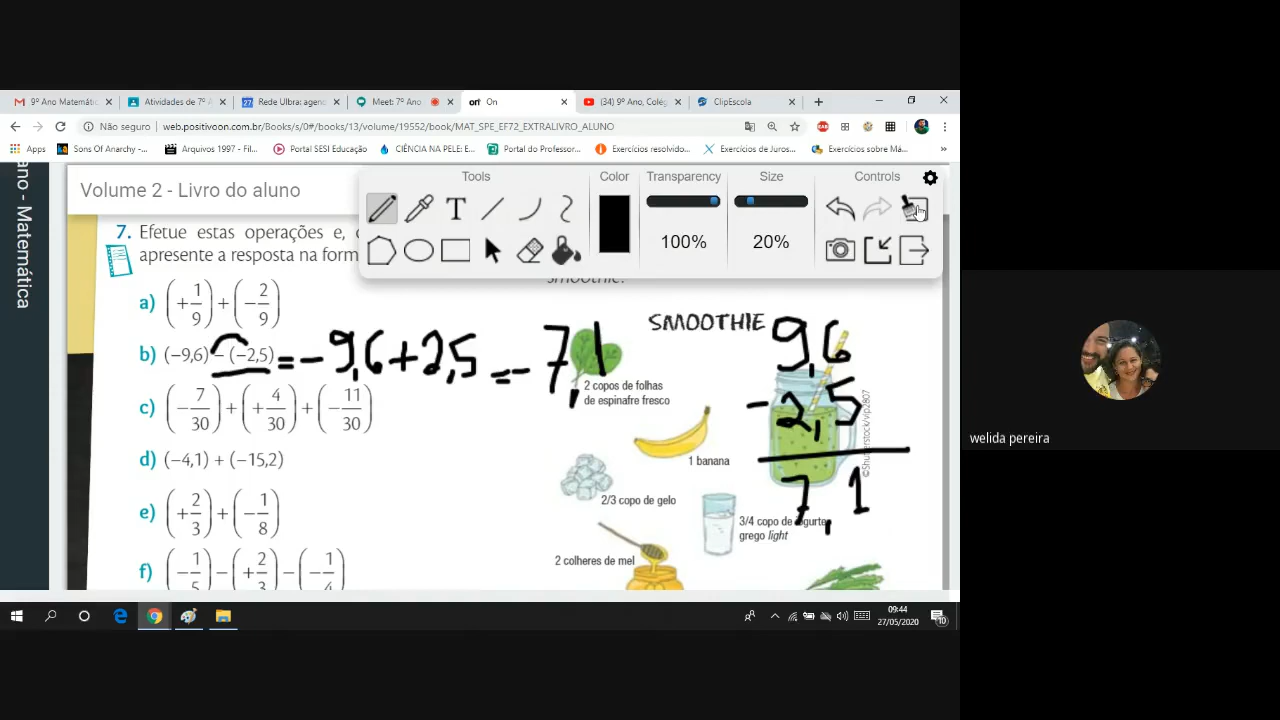 9º Ano Matemátic
Atividades de 7º A
Rede Ulbra: agen
Meet: 7º Ano
On
(34) 9º Ano, Colég
ClipEscola
Não seguro
web.positivoon.com.br/Books/s/0#/books/13/volume/19552/book/MAT_SPE_EF72_EXTRALIVRO_ALUNO
Apps
Sons Of Anarchy -...
Arquivos 1997 - Fil...
Portal SESI Educação
CIÊNCIA NA PELE: E...
Portal do Professor...
Exercícios resolvido...
Exercícios de Juros...
Exercícios sobre Ma...
»
ano - Matemática
Volume 2 - Livro do aluno
Tools
Color
Transparency
Size
Controls
T
100%
20%
7. Efetue estas operações e,
apresente a resposta na form
smoothie.
a) (+1/9) + (−2/9)
SMOOTHIE
b) (−9,6) − (−2,5) = −9,6 + 2,5 = −7,1
9,6
− 2,5
7,1
c) (−7/30) + (+4/30) + (−11/30)
d) (−4,1) + (−15,2)
e) (+2/3) + (−1/8)
f) (−1/5) − (+2/3) − (−1/4)
2 copos de folhas
de espinafre fresco
1 banana
2/3 copo de gelo
3/4 copo de iogurte
grego light
2 colheres de mel
09:44
27/05/2020
10
welida pereira